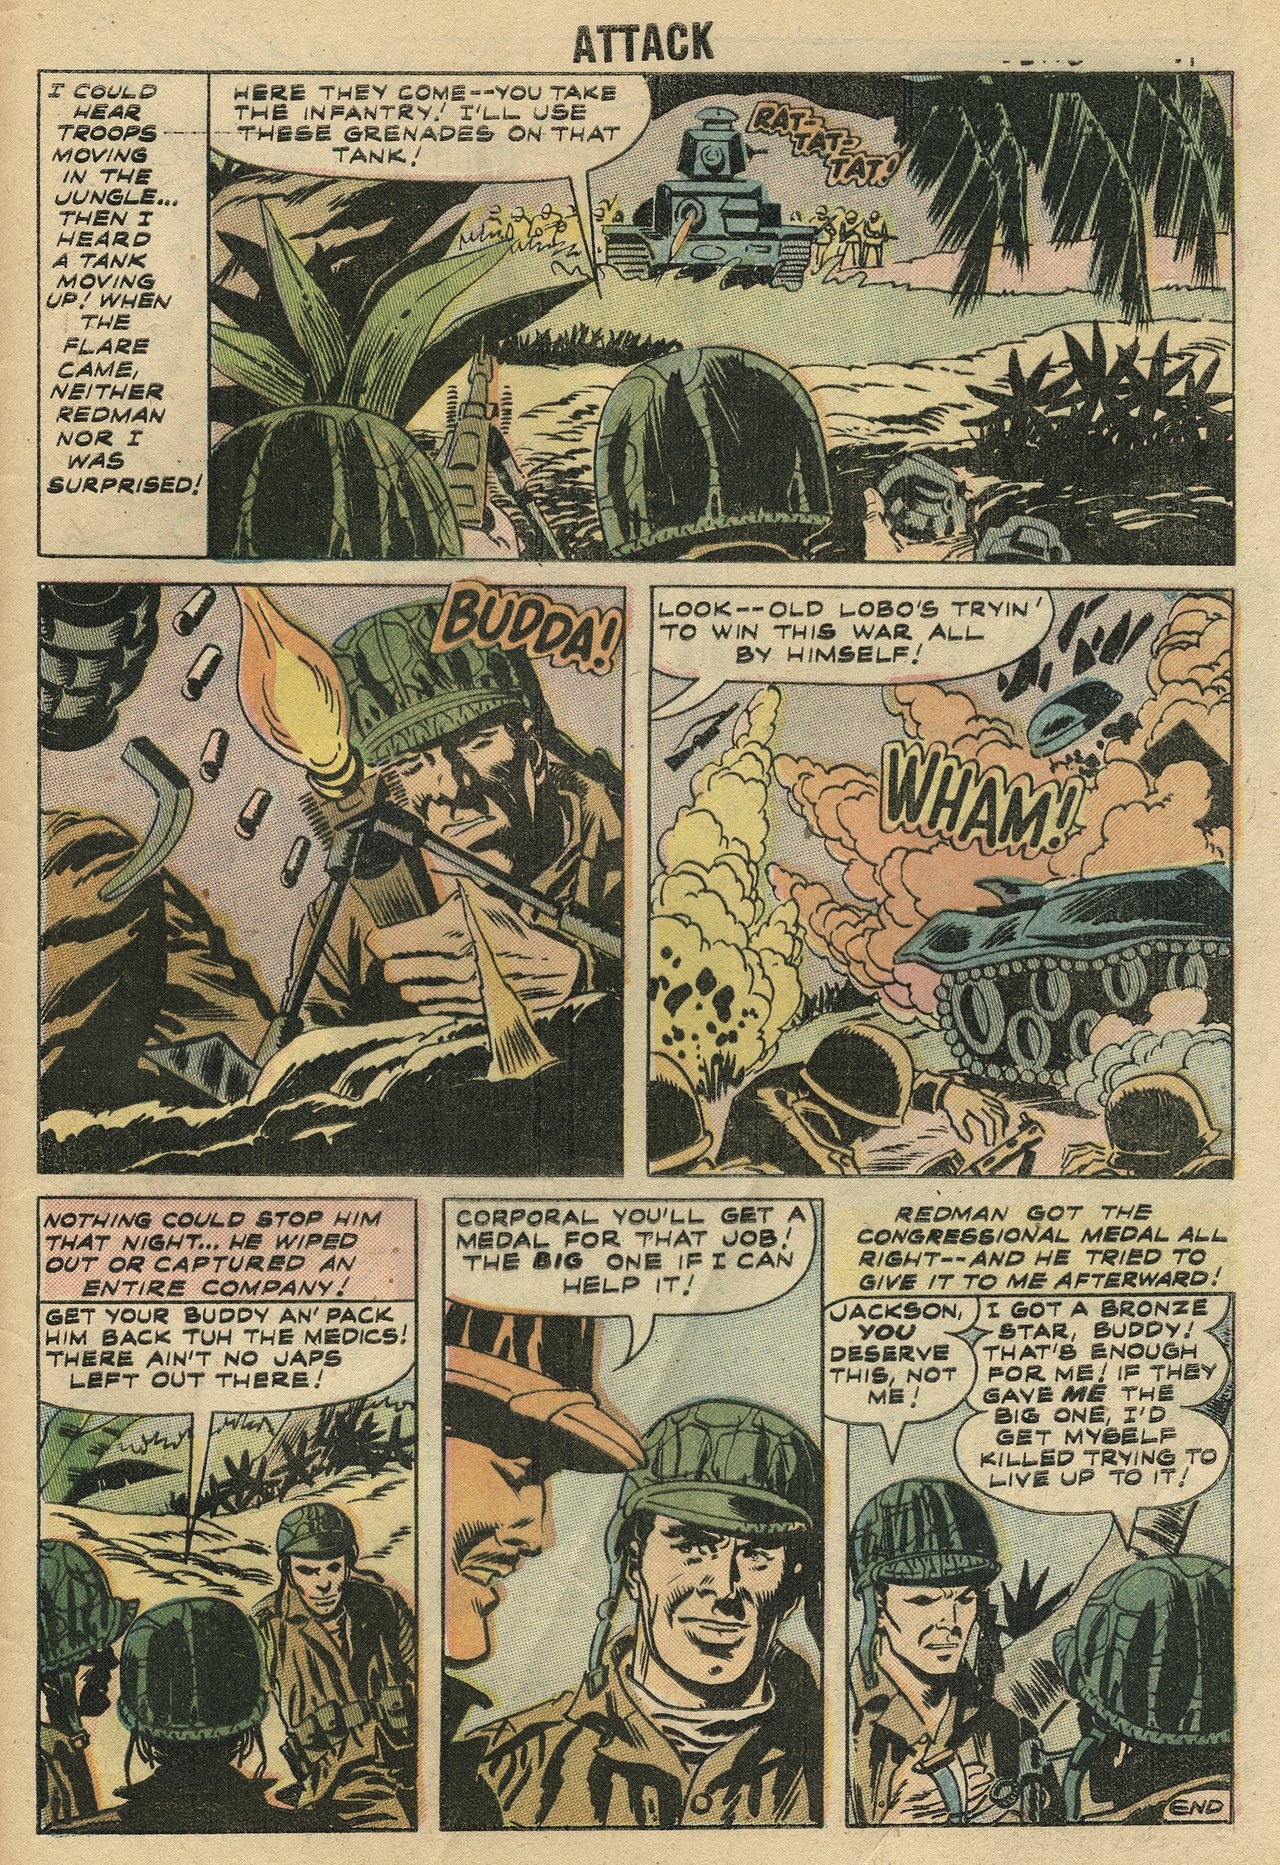 ATTACK
I COULD
HEAR
TROOPS
MOVING
IN THE
JUNGLE...
THEN I
HEARD
A TANK
MOVING
UP! WHEN
THE
FLARE
CAME,
NEITHER
REDMAN
NOR I
WAS
SURPRISED!
HERE THEY COME--YOU TAKE
THE INFANTRY! I'LL USE
THESE GRENADES ON THAT
TANK!
RAT-
TAT-
TAT!
BUDDA!
LOOK--OLD LOBO'S TRYIN'
TO WIN THIS WAR ALL
BY HIMSELF!
WHAM!
NOTHING COULD STOP HIM
THAT NIGHT... HE WIPED
OUT OR CAPTURED AN
ENTIRE COMPANY!
GET YOUR BUDDY AN' PACK
HIM BACK TUH THE MEDICS!
THERE AIN'T NO JAPS
LEFT OUT THERE!
CORPORAL YOU'LL GET A
MEDAL FOR THAT JOB!
THE BIG ONE IF I CAN
HELP IT!
REDMAN GOT THE
CONGRESSIONAL MEDAL ALL
RIGHT--AND HE TRIED TO
GIVE IT TO ME AFTERWARD!
JACKSON,
YOU
DESERVE
THIS, NOT
ME!
I GOT A BRONZE
STAR, BUDDY!
THAT'S ENOUGH
FOR ME! IF THEY
GAVE ME THE
BIG ONE, I'D
GET MYSELF
KILLED TRYING TO
LIVE UP TO IT!
END